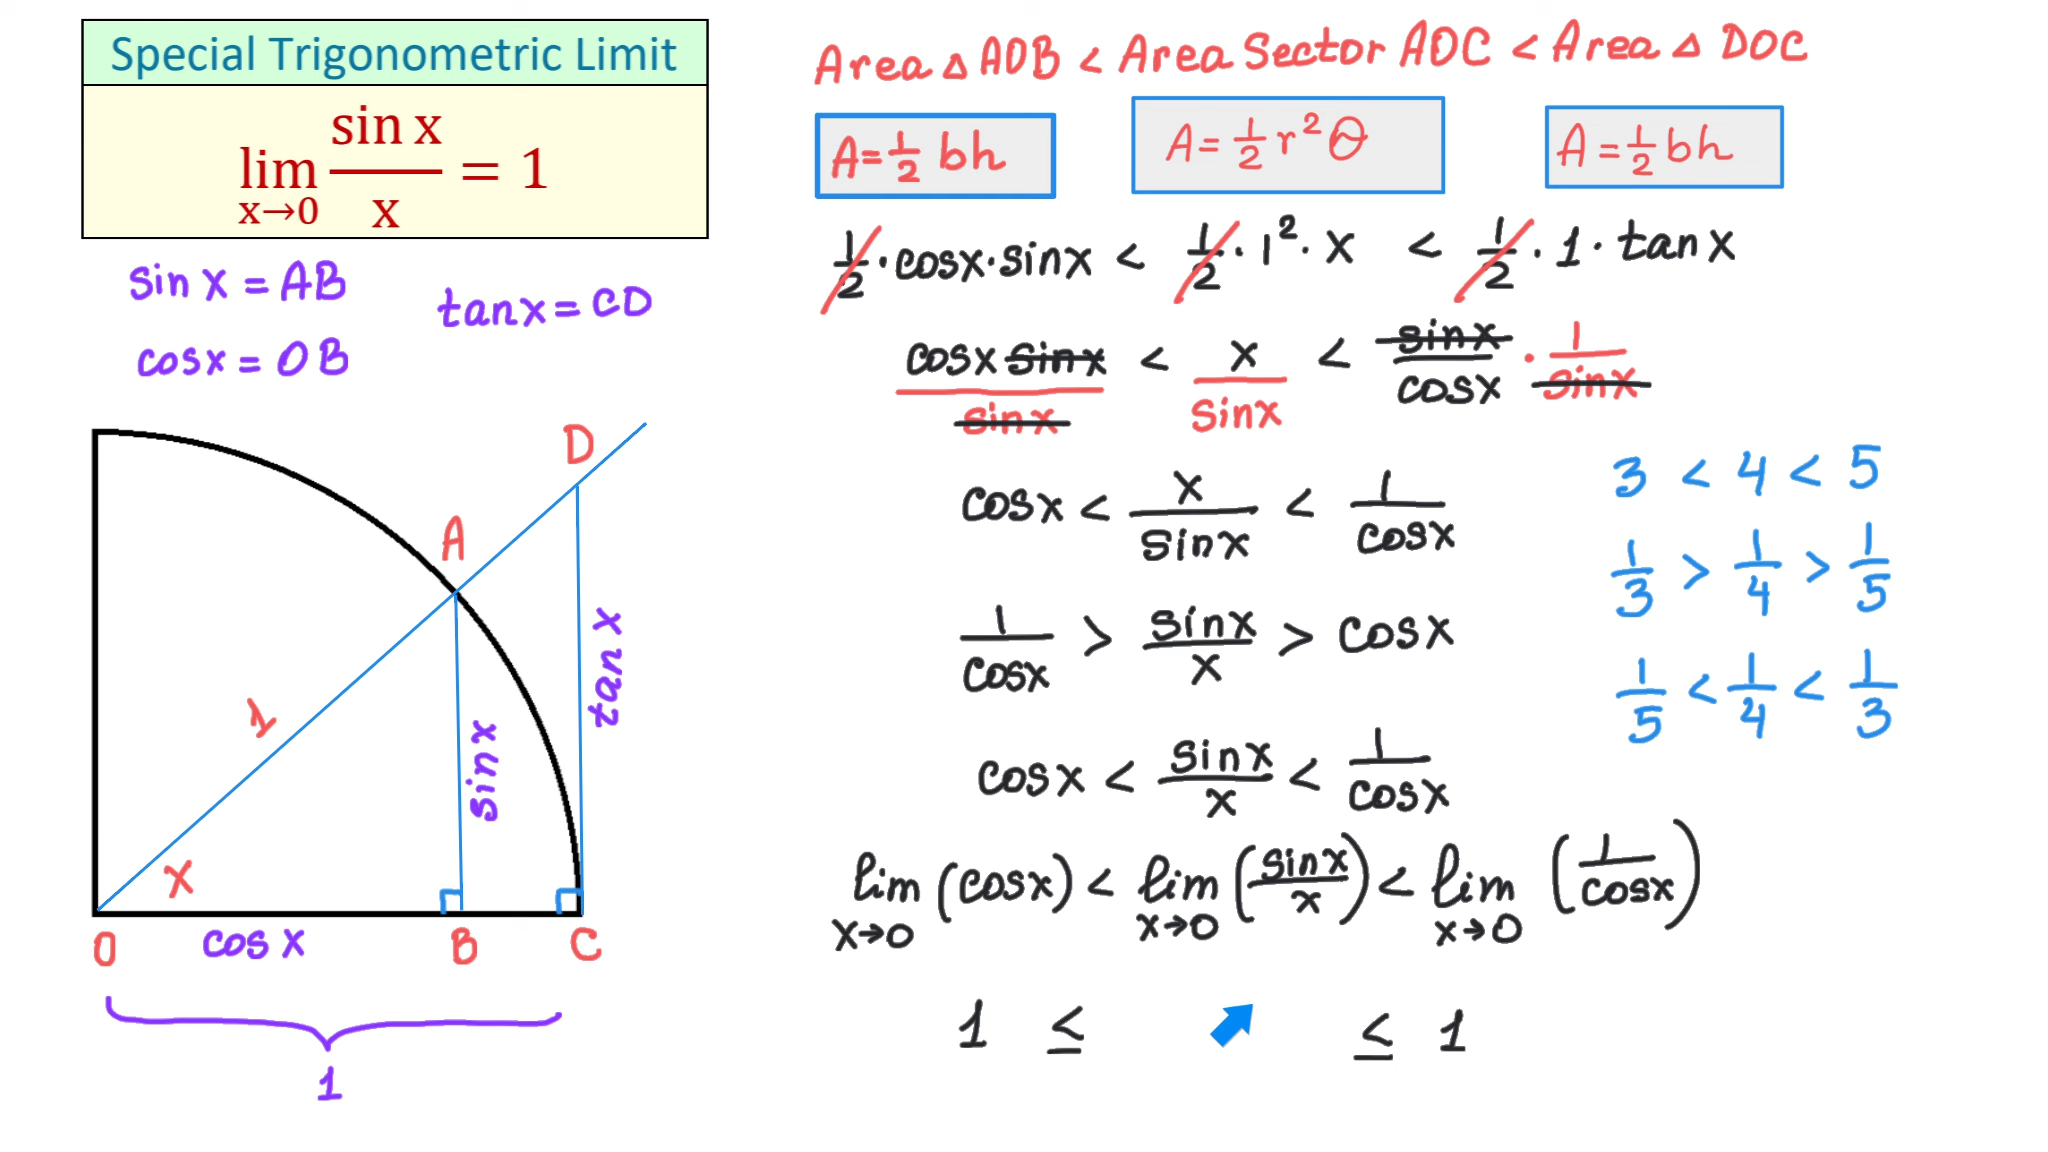 Special Trigonometric Limit
lim x→0 sin x / x = 1
sin x = AB
tan x = CD
cos x = OB
D
A
1
x
sin x
tan x
O
cos x
B
C
1
Area △ AOB < Area Sector AOC < Area △ DOC
A = 1/2 bh
A = 1/2 r² θ
A = 1/2 bh
1/2 · cosx · sinx < 1/2 · 1² · x < 1/2 · 1 · tan x
cosx sinx / sinx < x / sinx < sinx / cosx · 1 / sinx
cosx < x / sinx < 1 / cosx
1 / cosx > sinx / x > cosx
cosx < sinx / x < 1 / cosx
lim x→0 (cosx) < lim x→0 (sinx / x) < lim x→0 (1 / cosx)
1 ≤ ≤ 1
3 < 4 < 5
1/3 > 1/4 > 1/5
1/5 < 1/4 < 1/3